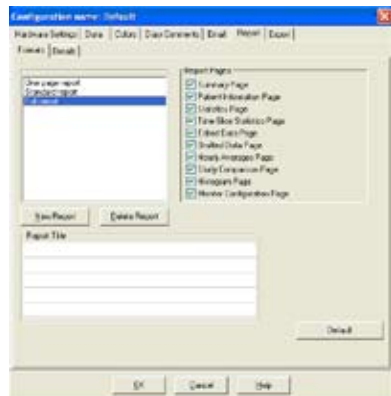 Configuration name: Default
Hardware Settings Data Colors Diary Comments Email Report Export
Formats Details
One page report
Standard report
Full report
Report Pages
Summary Page
Patient Information Page
Statistics Page
Time Slice Statistics Page
Edited Data Page
Omitted Data Page
Hourly Averages Page
Study Comparison Page
Histogram Page
Monitor Configuration Page
New Report Delete Report
Report Title
Default
OK Cancel Help